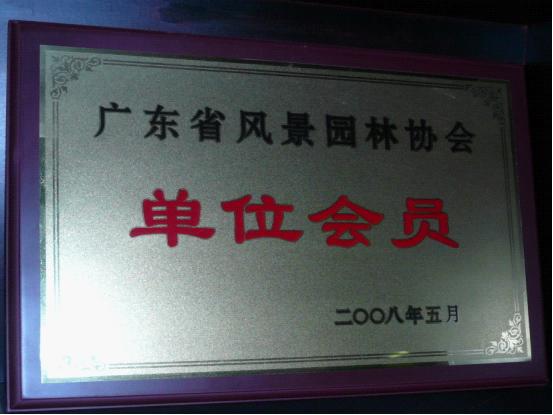 广东省风景园林协会
单位会员
二〇〇八年五月